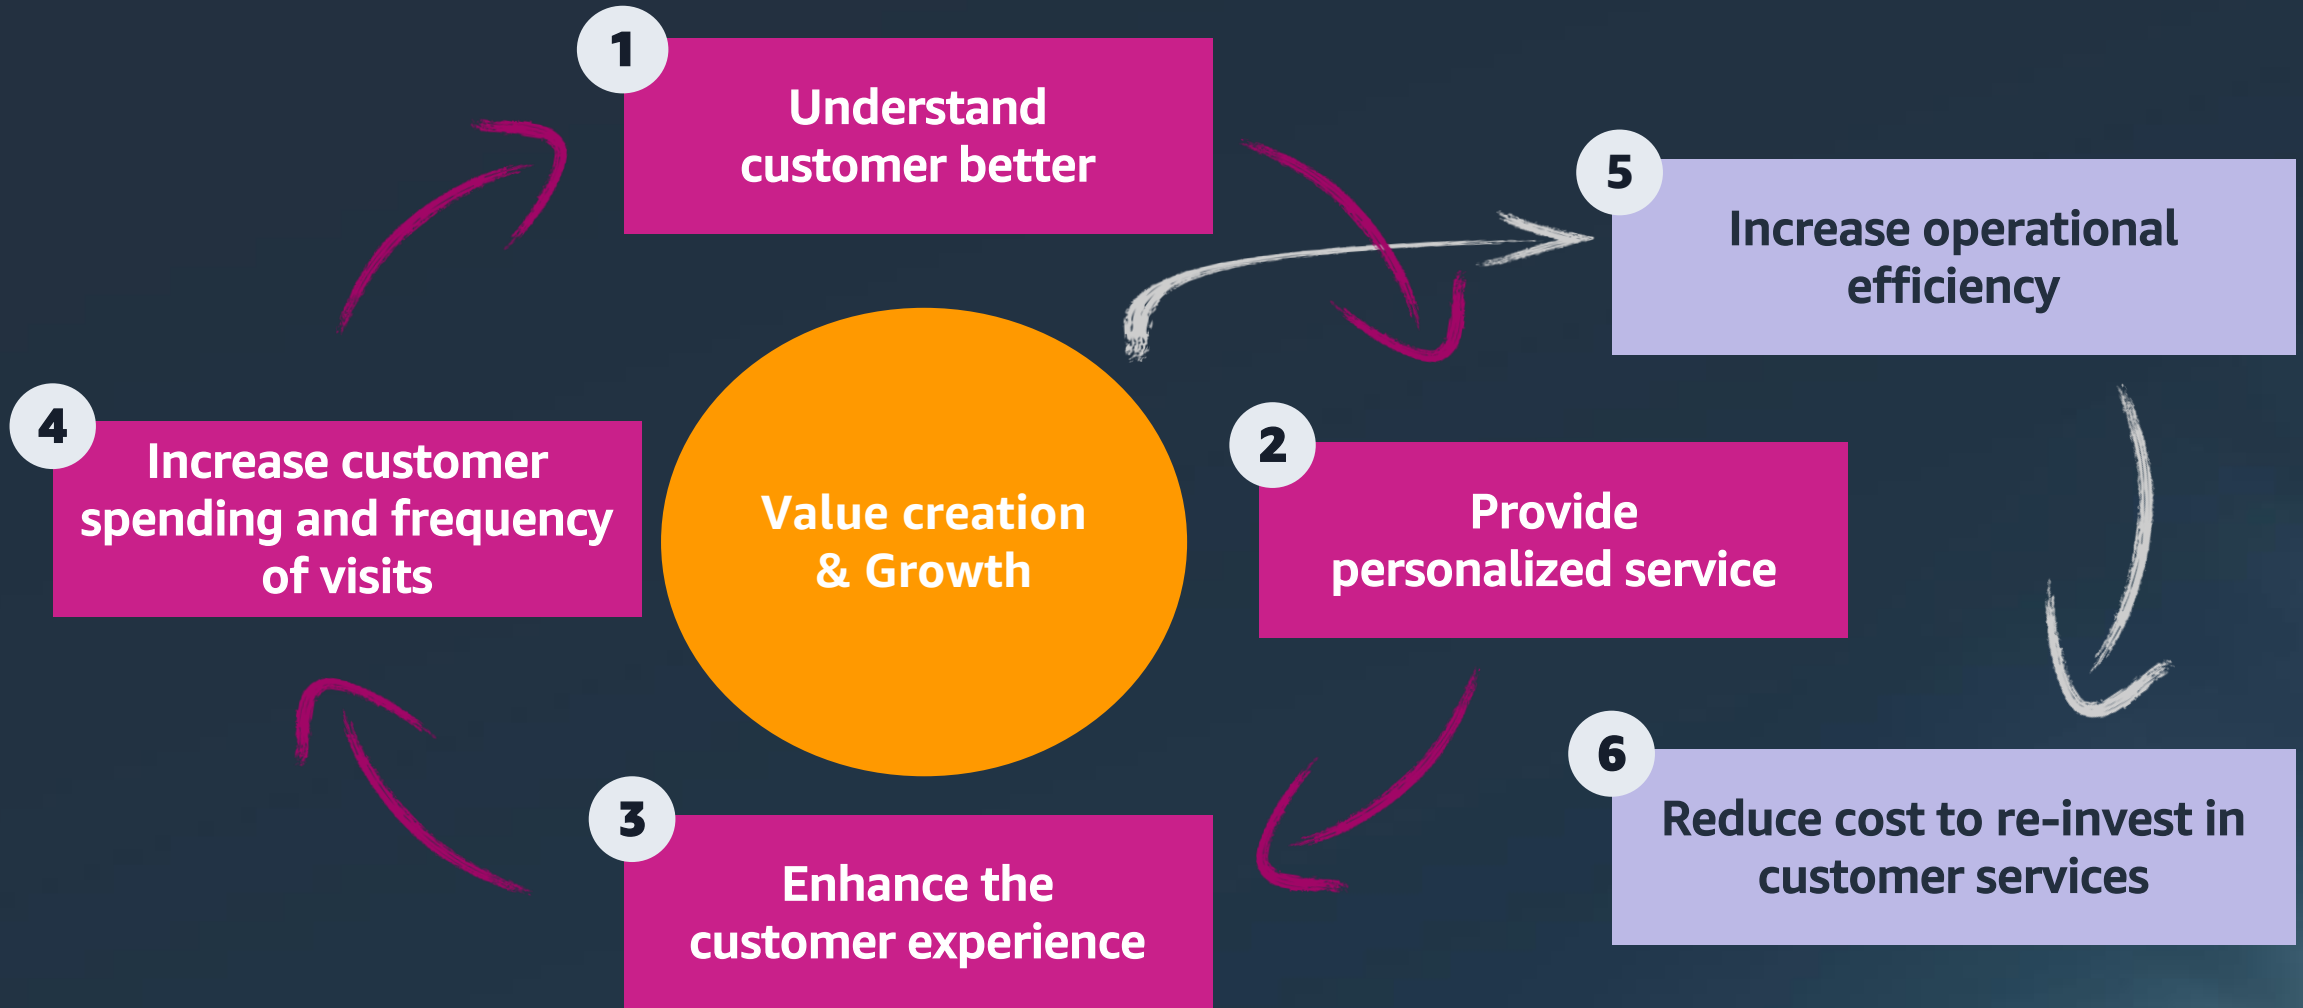 1
Understand
customer better
5
Increase operational
efficiency
4
Increase customer
spending and frequency
of visits
Value creation
& Growth
2
Provide
personalized service
3
Enhance the
customer experience
6
Reduce cost to re-invest in
customer services